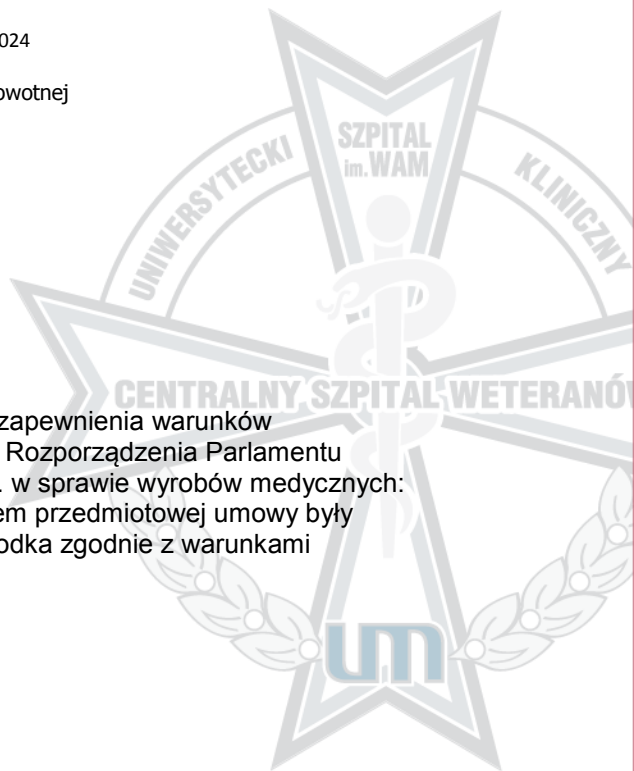 024
owotnej
SZPITAL
im. WAM
UNIWERSYTECKI
KLINICZNY
CENTRALNY SZPITAL WETERANÓW
zapewnienia warunków
Rozporządzenia Parlamentu
. w sprawie wyrobów medycznych:
em przedmiotowej umowy były
odka zgodnie z warunkami
um